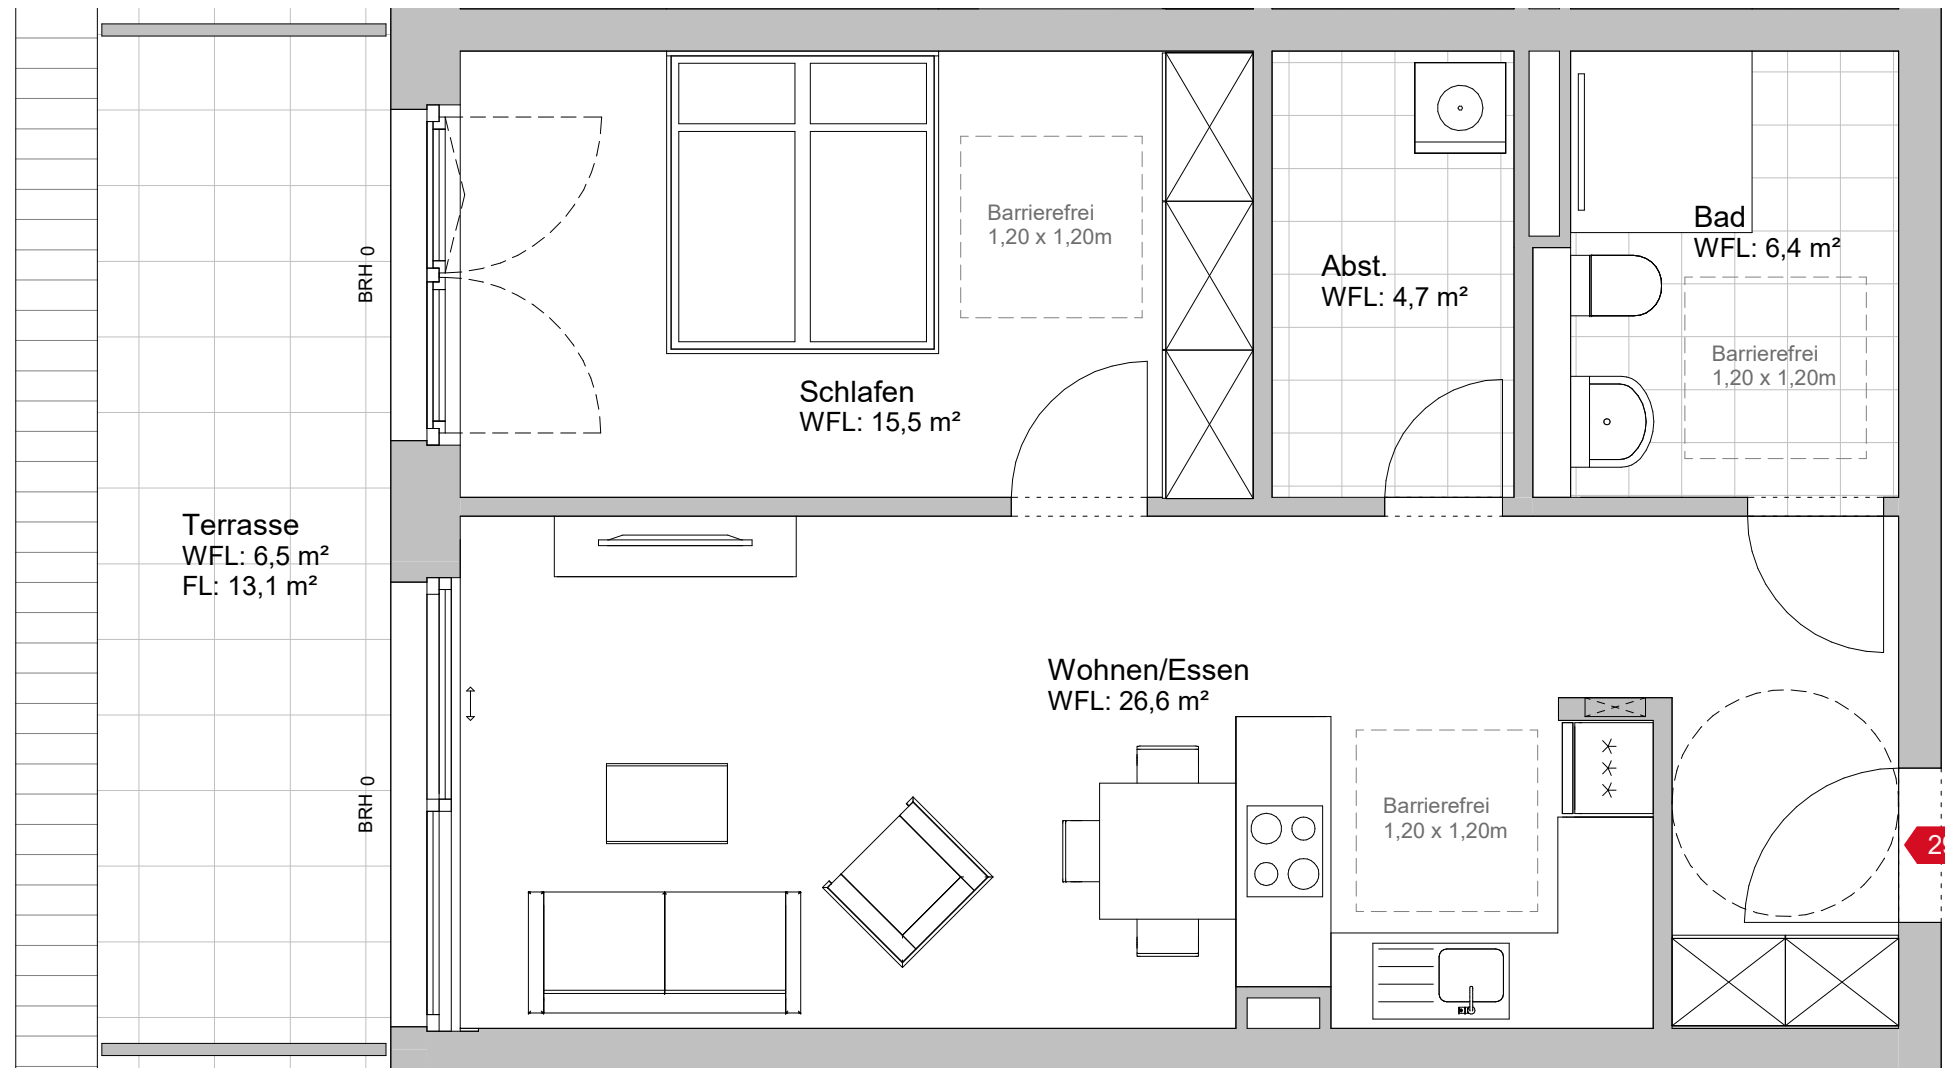 Barrierefrei
1,20 x 1,20m
Bad
WFL: 6,4 m²
Abst.
WFL: 4,7 m²
BRH 0
Barrierefrei
1,20 x 1,20m
Schlafen
WFL: 15,5 m²
Terrasse
WFL: 6,5 m²
FL: 13,1 m²
Wohnen/Essen
WFL: 26,6 m²
BRH 0
Barrierefrei
1,20 x 1,20m